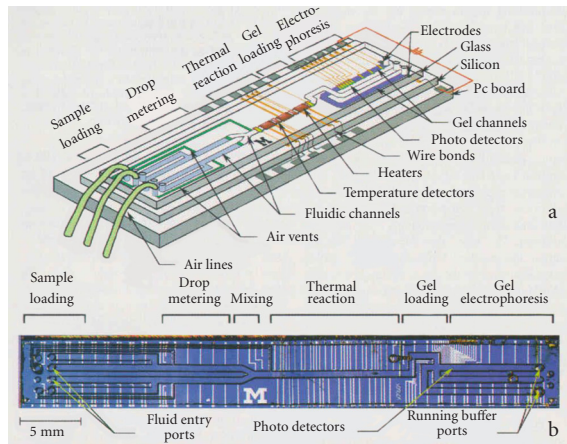 Sample
loading
Drop
metering
Thermal
reaction
Gel
loading
Electro-
phoresis
Electrodes
Glass
Silicon
Pc board
Gel channels
Photo detectors
Wire bonds
Heaters
Temperature detectors
Fluidic channels
Air vents
Air lines
a
Sample
loading
Drop
metering
Mixing
Thermal
reaction
Gel
loading
Gel
electrophoresis
M
5 mm
Fluid entry
ports
Photo detectors
Running buffer
ports
b